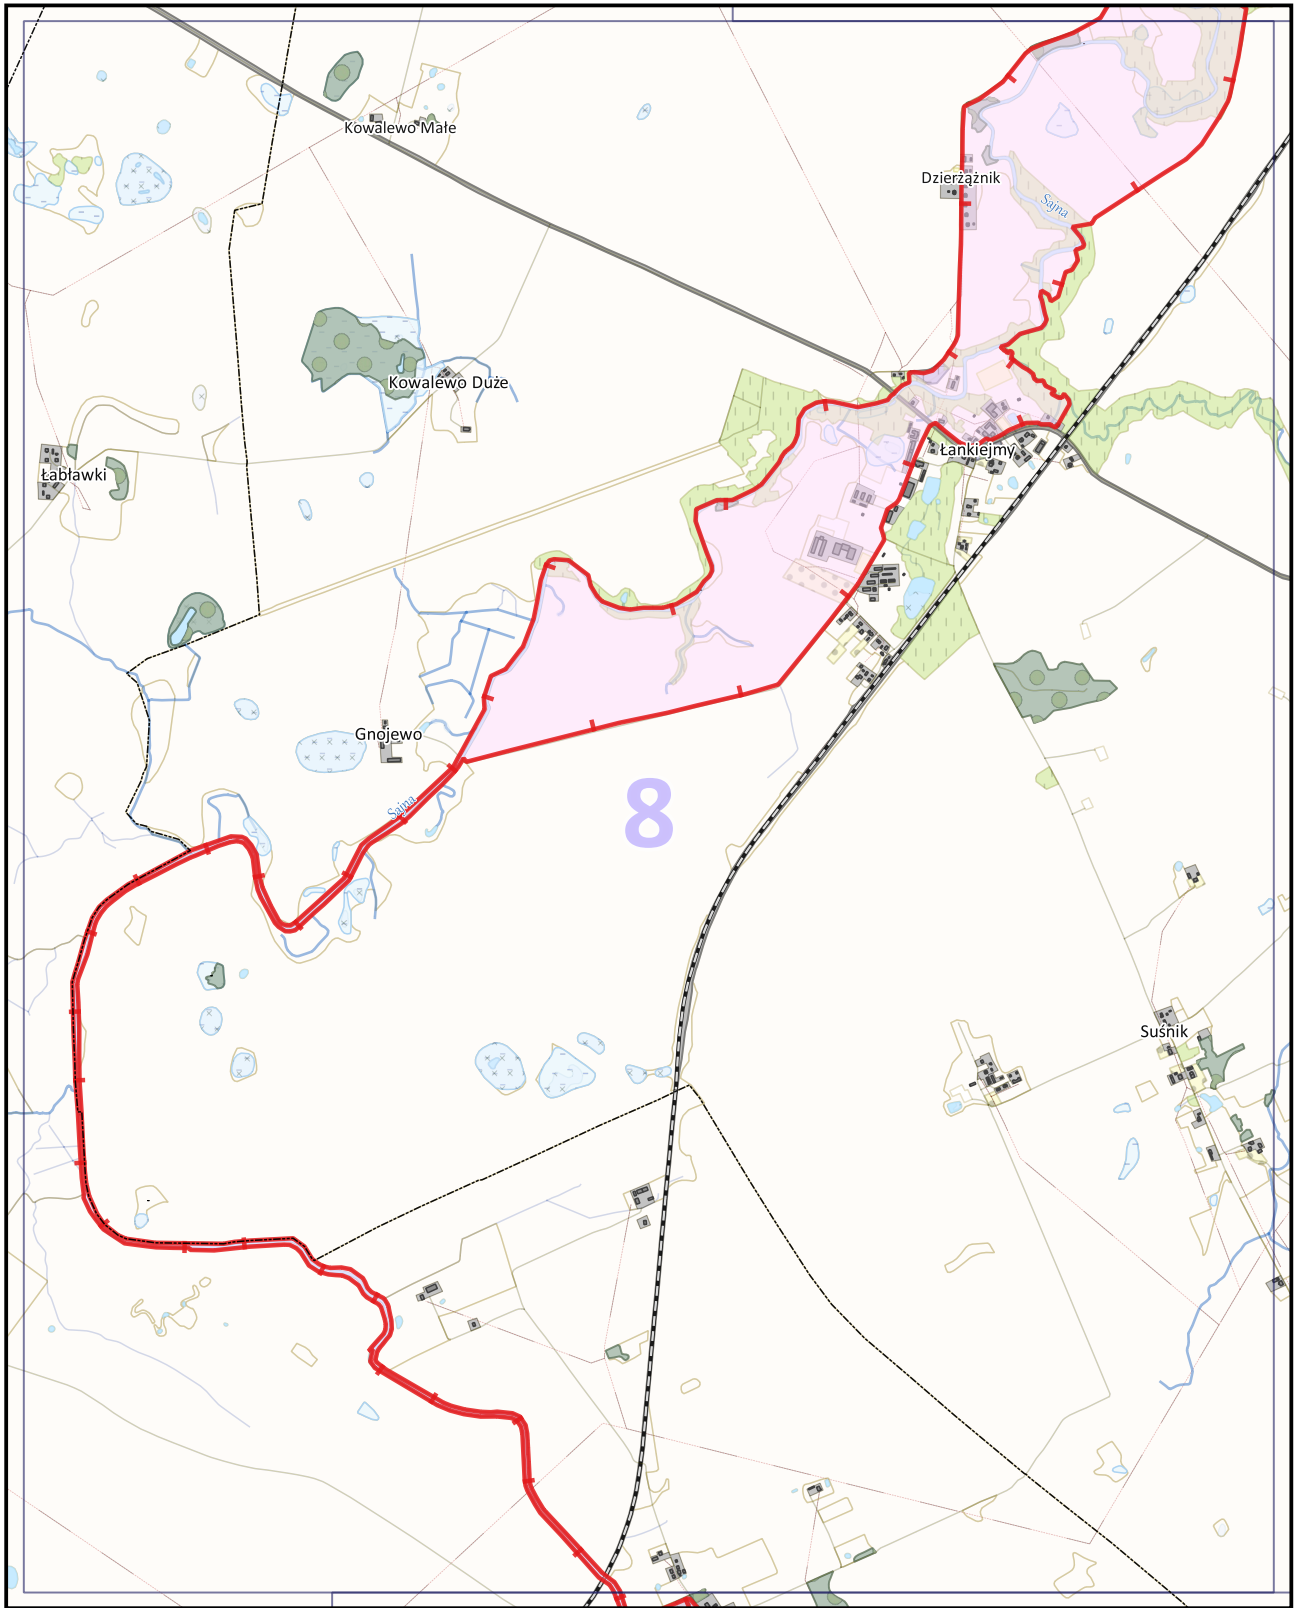 Kowalewo Małe
Dzierżążnik
Sajna
Kowalewo Duże
Łankiejmy
Łabławki
Gnojewo
Sajna
8
Suśnik